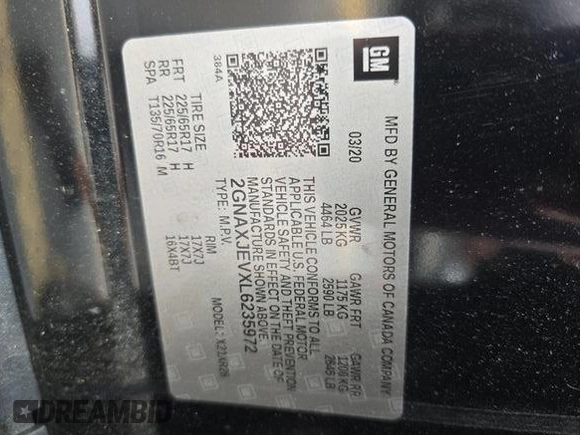 GM
MFD BY GENERAL MOTORS OF CANADA COMPANY
03/20 GVWR GAWR FRT GAWR RR
2025 KG 1175 KG 1200 KG
4464 LB 2590 LB 2646 LB
384A
THIS VEHICLE CONFORMS TO ALL
APPLICABLE U.S. FEDERAL MOTOR
VEHICLE SAFETY AND THEFT PREVENTION
STANDARDS IN EFFECT ON THE DATE OF
MANUFACTURE SHOWN ABOVE.
2GNAXJEVXL6235972
TYPE: M.P.V. MODEL:
TIRE SIZE RIM
FRT 225/65R17 H 17X7J
RR 225/65R17 H 17X7J
SPA T135/70R16 M 16X4BT
DREAMBID